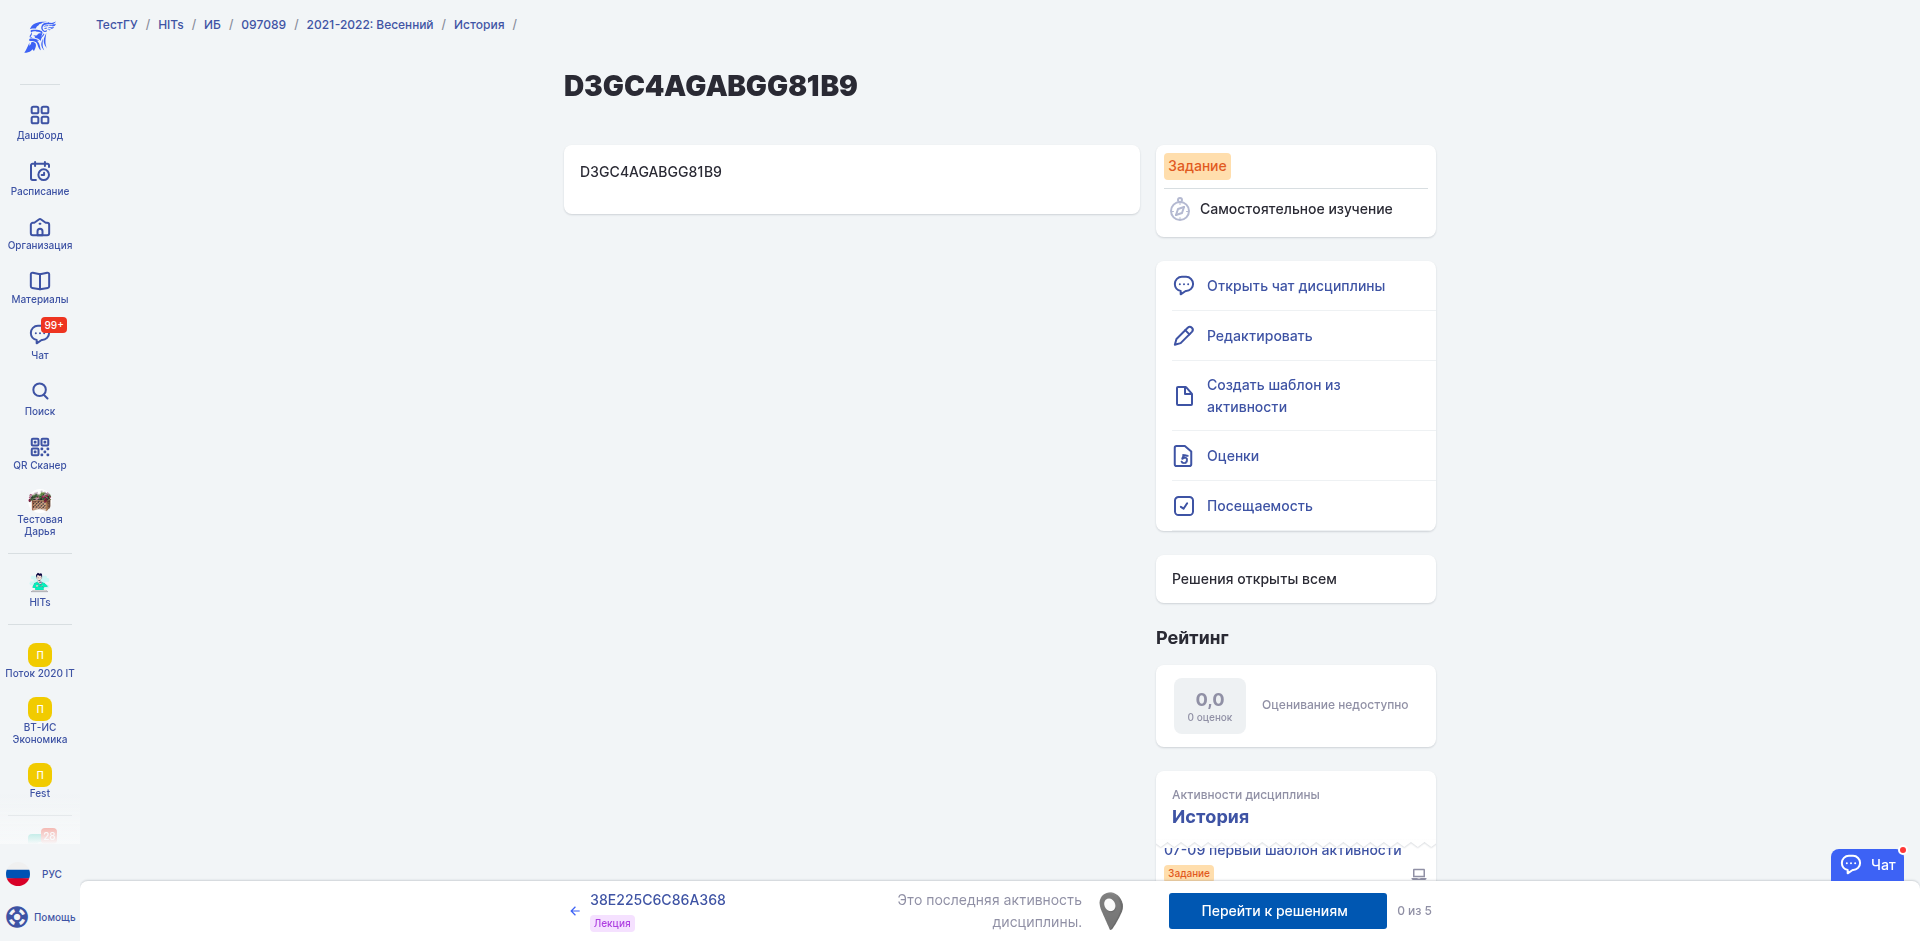 ТестГУ / HITs / ИБ / 097089 / 2021-2022: Весенний / История /
D3GC4AGABGG81B9
D3GC4AGABGG81B9
Задание
Самостоятельное изучение
Открыть чат дисциплины
Редактировать
Создать шаблон из
активности
Оценки
Посещаемость
Решения открыты всем
Рейтинг
0,0
0 оценок
Оценивание недоступно
Активности дисциплины
История
07-09 первый шаблон активности
Задание
Дашборд
Расписание
Организация
Материалы
99+
Чат
Поиск
QR Сканер
Тестовая
Дарья
HITs
П
Поток 2020 IT
П
ВТ-ИС
Экономика
П
Fest
28
РУС
Помощь
38E225C6C86A368
Лекция
Это последняя активность
дисциплины.
Перейти к решениям
0 из 5
Чат